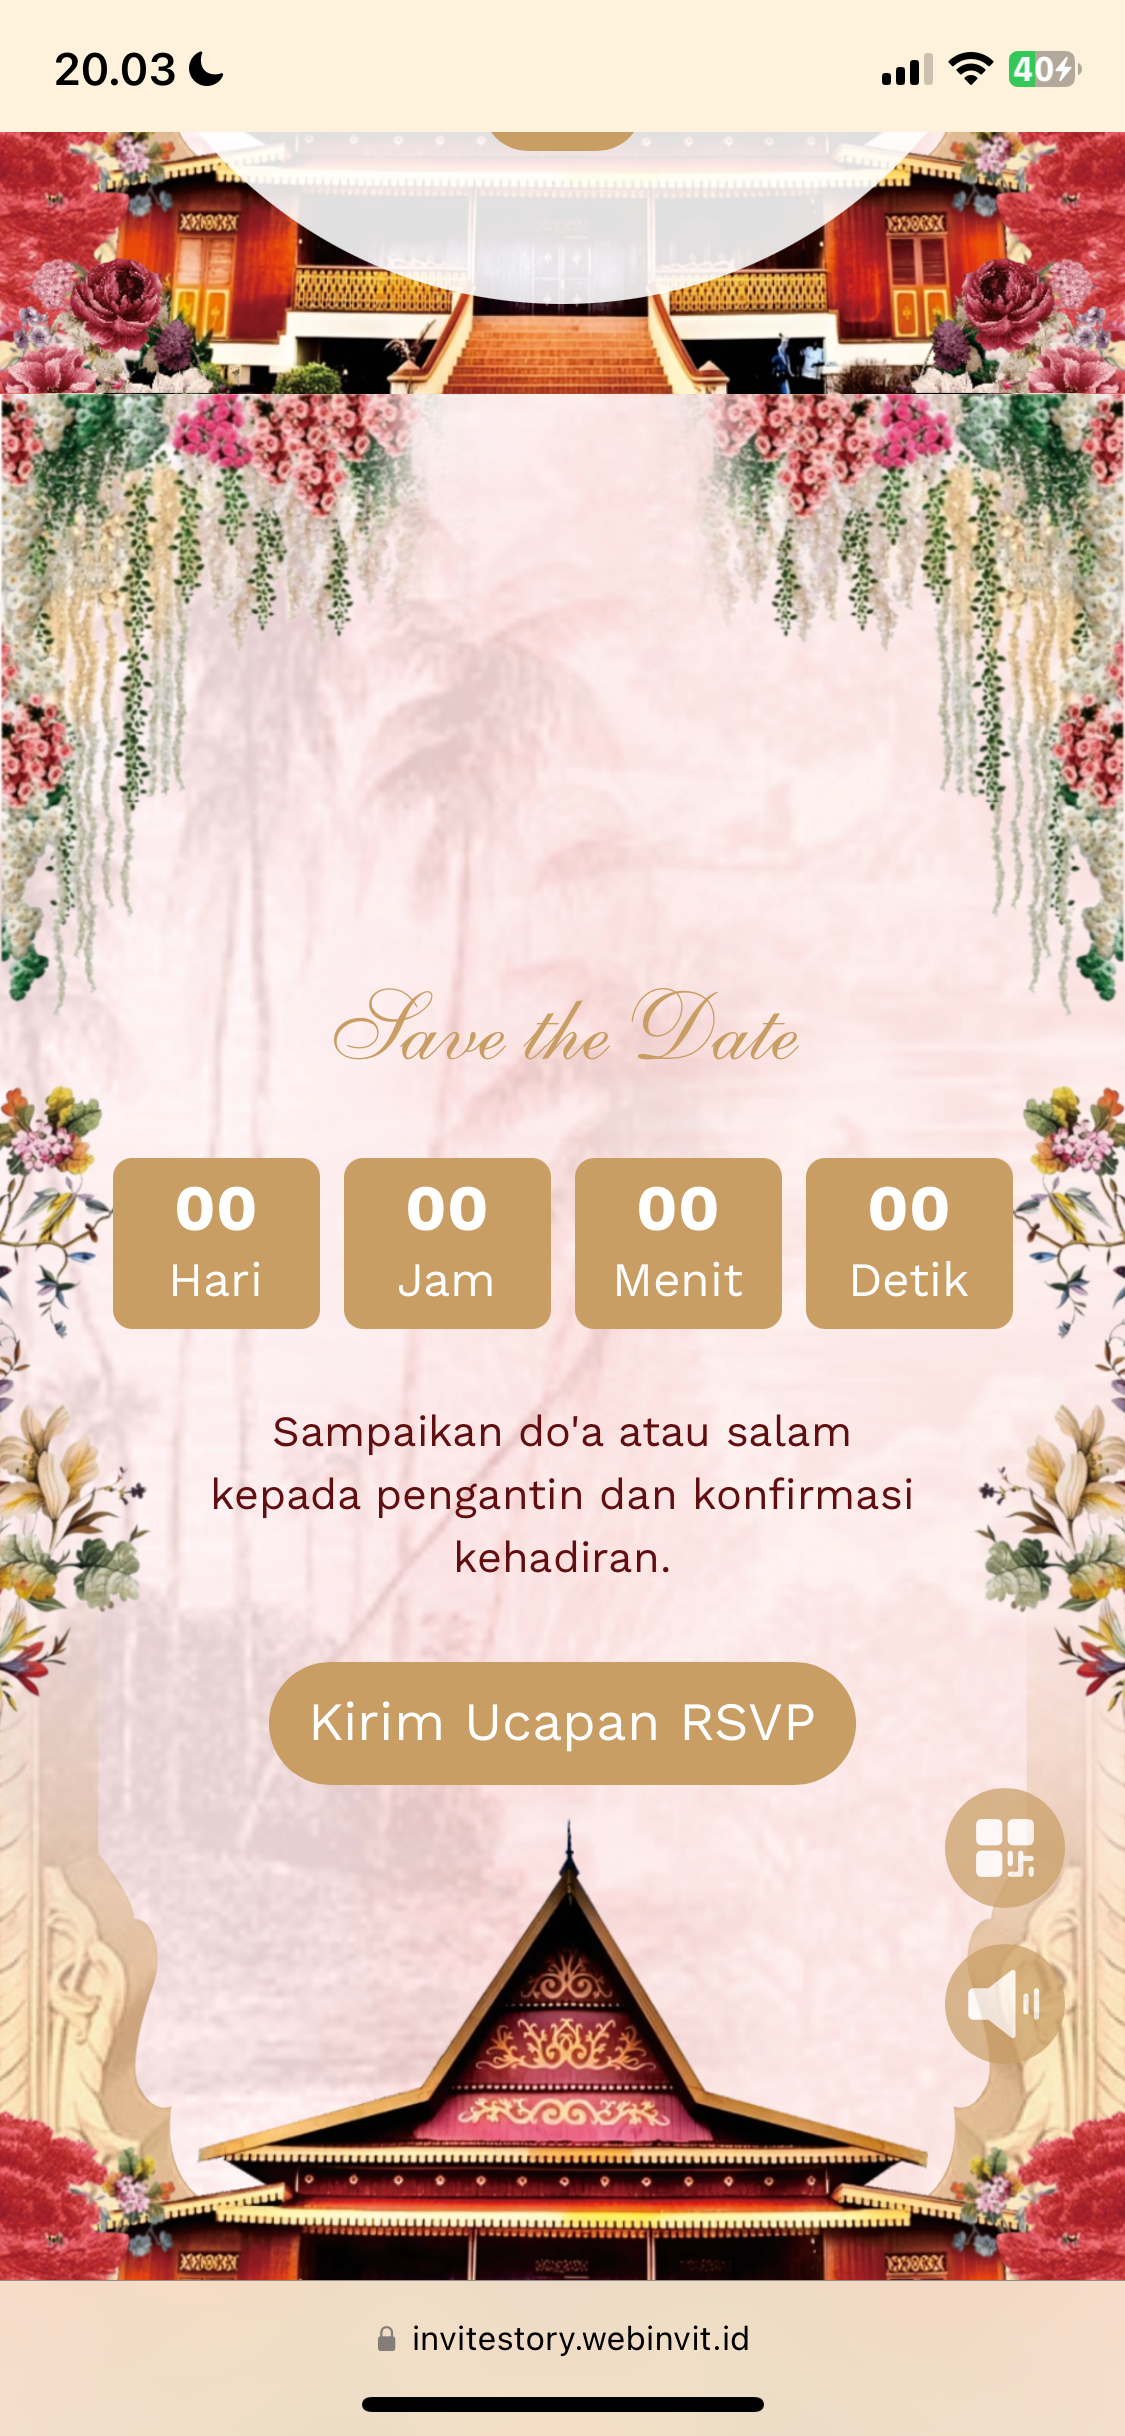 20.03
40
Save the Date
00 00 00 00
Hari Jam Menit Detik
Sampaikan do'a atau salam
kepada pengantin dan konfirmasi
kehadiran.
Kirim Ucapan RSVP
invitestory.webinvit.id